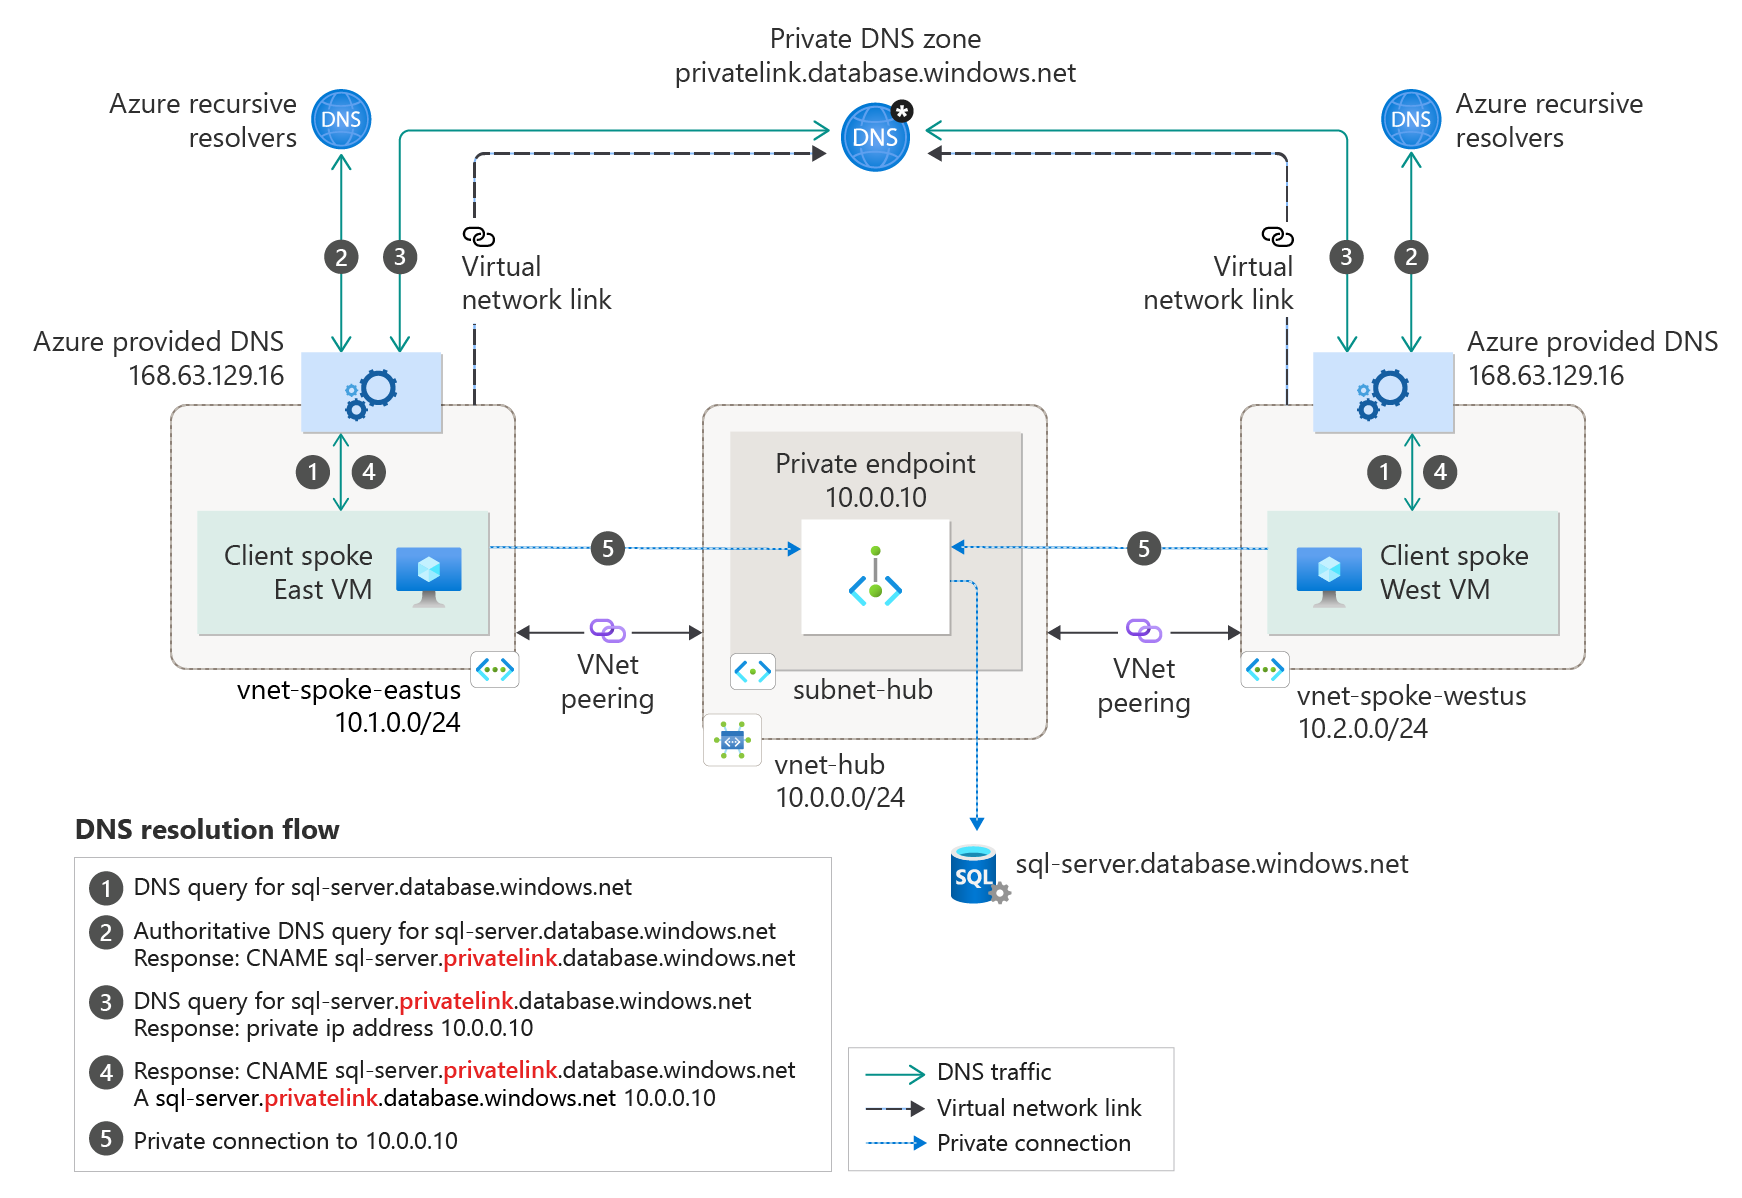 Private DNS zone
privatelink.database.windows.net
Azure recursive
resolvers
DNS
*
DNS
DNS
Azure recursive
resolvers
2
3
Virtual
network link
Virtual
network link
3
2
Azure provided DNS
168.63.129.16
Azure provided DNS
168.63.129.16
1
4
Private endpoint
10.0.0.10
1
4
Client spoke
East VM
5
5
Client spoke
West VM
VNet
peering
VNet
peering
vnet-spoke-eastus
10.1.0.0/24
subnet-hub
vnet-spoke-westus
10.2.0.0/24
vnet-hub
10.0.0.0/24
SQL
sql-server.database.windows.net
DNS resolution flow
1 DNS query for sql-server.database.windows.net
2 Authoritative DNS query for sql-server.database.windows.net
Response: CNAME sql-server.privatelink.database.windows.net
3 DNS query for sql-server.privatelink.database.windows.net
Response: private ip address 10.0.0.10
4 Response: CNAME sql-server.privatelink.database.windows.net
A sql-server.privatelink.database.windows.net 10.0.0.10
5 Private connection to 10.0.0.10
DNS traffic
Virtual network link
Private connection